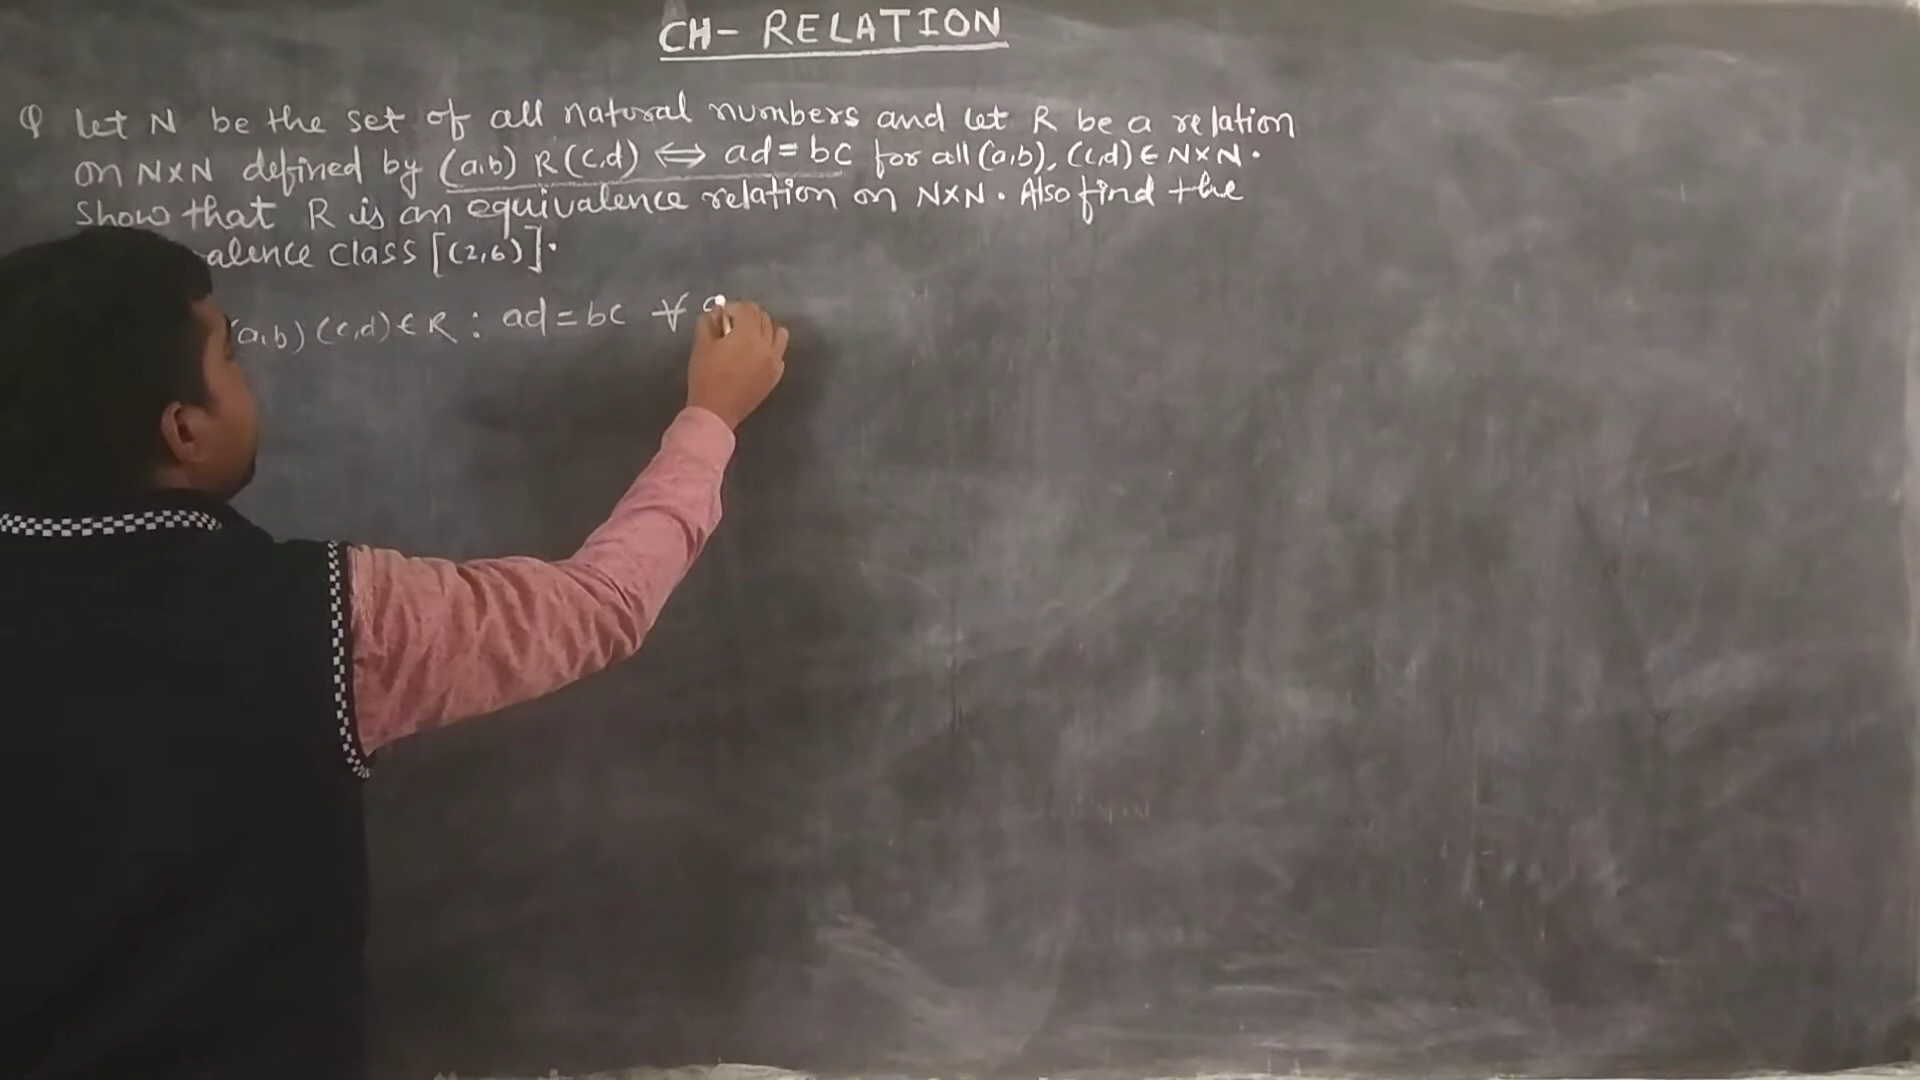 CH- RELATION
Q Let N be the set of all natural numbers and let R be a relation
on N×N defined by (a,b) R (c,d) ⟺ ad = bc for all (a,b), (c,d) ∈ N×N.
Show that R is an equivalence relation on N×N. Also find the
alence class [(2,6)].
(a,b) (c,d) ∈ R : ad = bc ∀